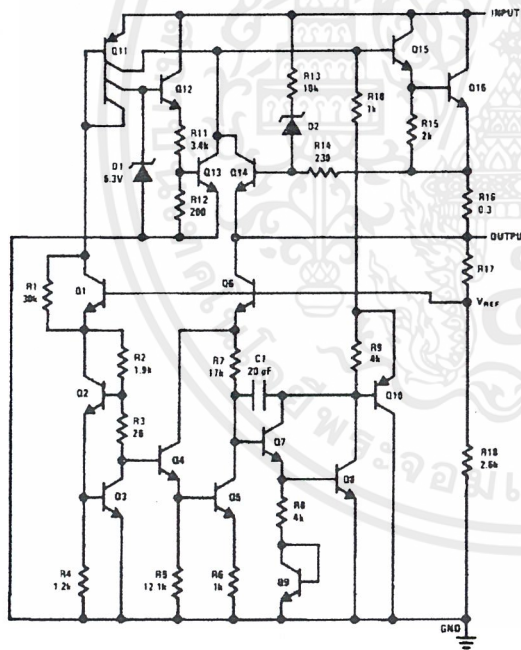 INPUT
Q11
Q15
Q12
R13
18k
R10
1k
Q16
R11
3.4k
D2
R15
2k
D1
6.3V
R14
230
Q13
Q14
R12
200
R16
0.3
OUTPUT
R17
R1
30k
Q1
Q6
VREF
R2
1.9k
R7
17k
C1
20 pF
R9
4k
Q10
Q2
R3
26
Q7
Q4
Q3
Q5
Q8
R18
2.6k
R8
4k
R4
1.2k
R5
12.1k
R6
1k
Q9
GND